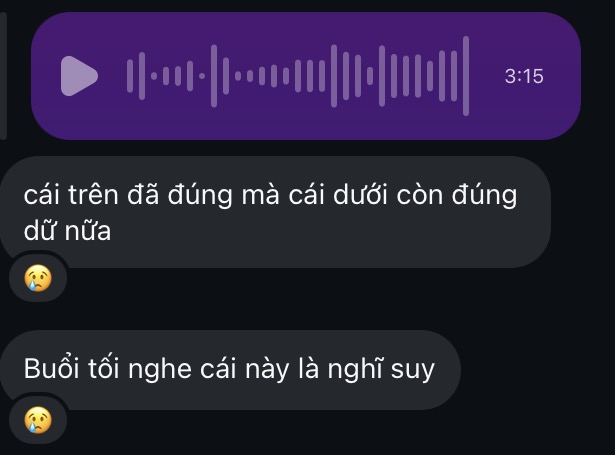 3:15
cái trên đã đúng mà cái dưới còn đúng
dữ nữa
Buổi tối nghe cái này là nghĩ suy